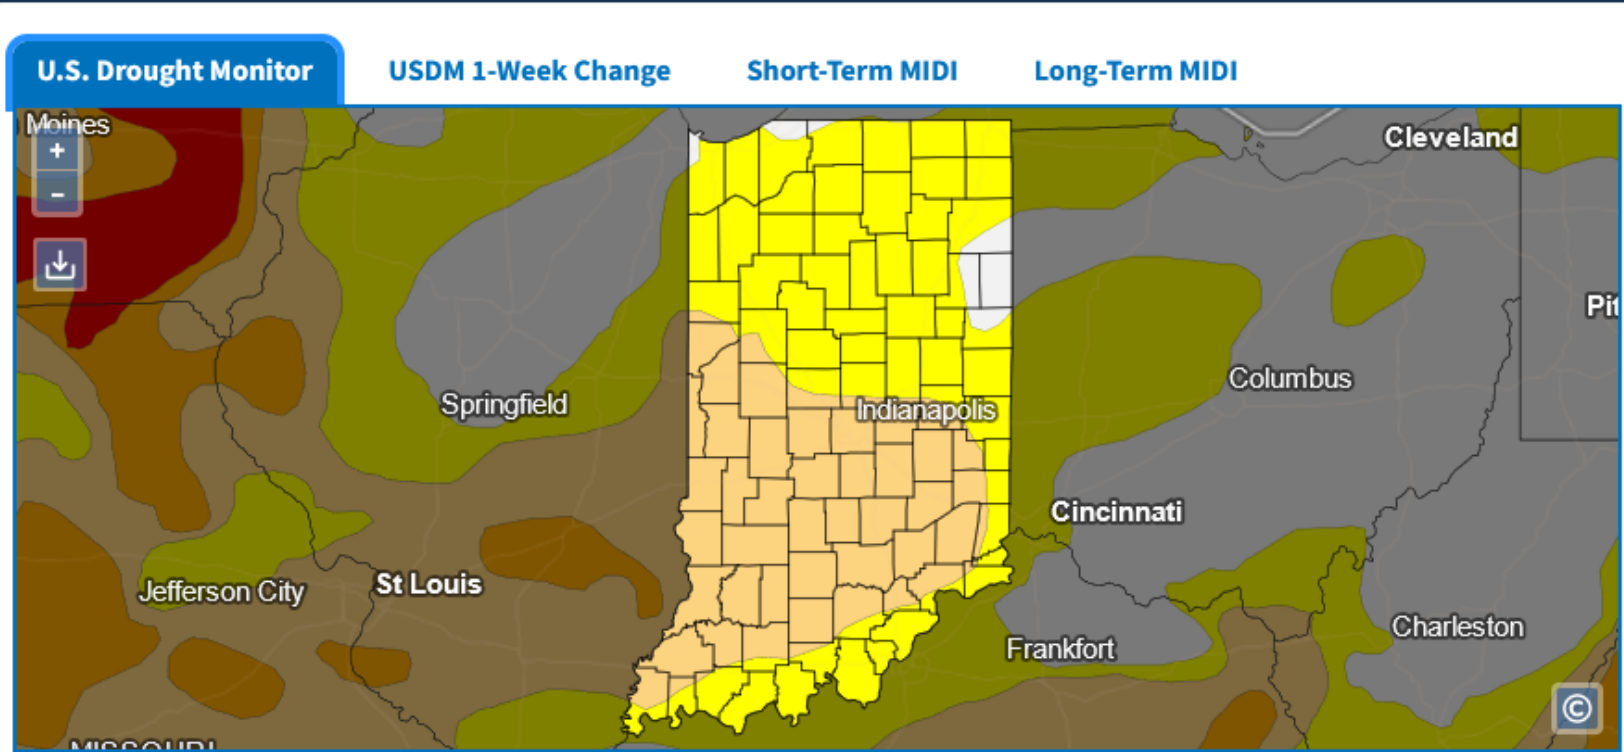 U.S. Drought Monitor
USDM 1-Week Change
Short-Term MIDI
Long-Term MIDI
Moines
+
-
Cleveland
Pit
Springfield
Columbus
Indianapolis
Cincinnati
Jefferson City
St Louis
Charleston
Frankfort
©
MISSOURI